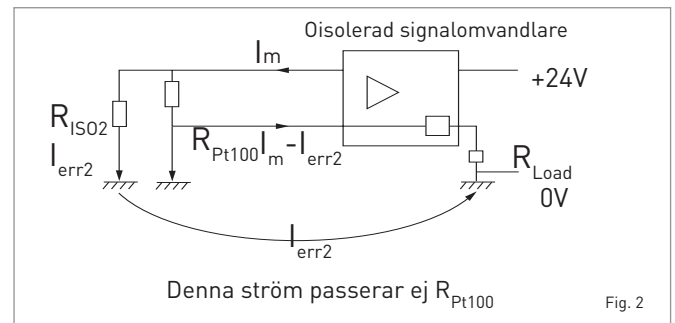 Oisolerad signalomvandlare
Im
+24V
RISO2
Ierr2
RPt100
Im-Ierr2
RLoad
0V
Ierr2
Denna ström passerar ej RPt100
Fig. 2